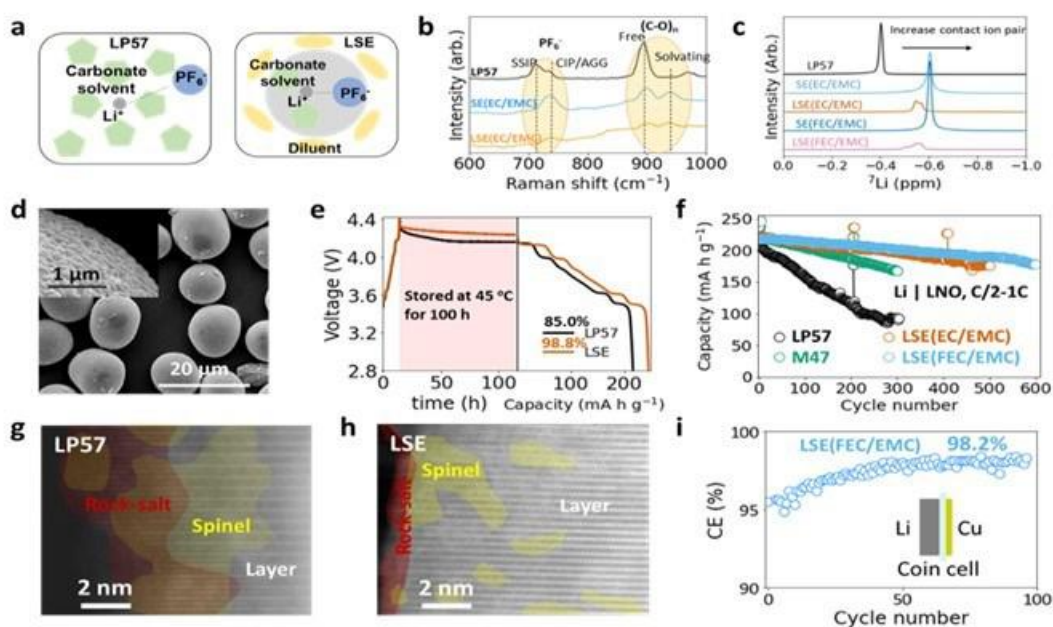 a
Carbonate
solvent
PF₆⁻
Li⁺
LP57
LSE
Carbonate
solvent
Li⁺
PF₆⁻
Diluent
b
Intensity (arb.)
PF₆⁻
(C-O)n
Free
SSIP
CIP/AGG
Solvating
LP57
SE(EC/EMC)
LSE(EC/EMC)
600 700 800 900 1000
Raman shift (cm⁻¹)
c
Intensity (Arb.)
Increase contact ion pair
LP57
SE(EC/EMC)
LSE(EC/EMC)
SE(FEC/EMC)
LSE(FEC/EMC)
0.0 −0.2 −0.4 −0.6 −0.8 −1.0
⁷Li (ppm)
d
1 μm
20 μm
e
Voltage (V)
4.4
4.0
3.6
3.2
2.8
Stored at 45 °C
for 100 h
85.0%
LP57
98.8%
LSE
0 50 100
100 200
time (h)
Capacity (mA h g⁻¹)
f
Capacity (mA h g⁻¹)
250
200
150
100
50
0
Li | LNO, C/2-1C
LP57
LSE(EC/EMC)
M47
LSE(FEC/EMC)
0 100 200 300 400 500 600
Cycle number
g
LP57
Rock-salt
Spinel
Layer
2 nm
h
LSE
Spinel
Rock-salt
Layer
2 nm
i
CE (%)
100
95
90
LSE(FEC/EMC) 98.2%
Li
Cu
Coin cell
0 50 100
Cycle number